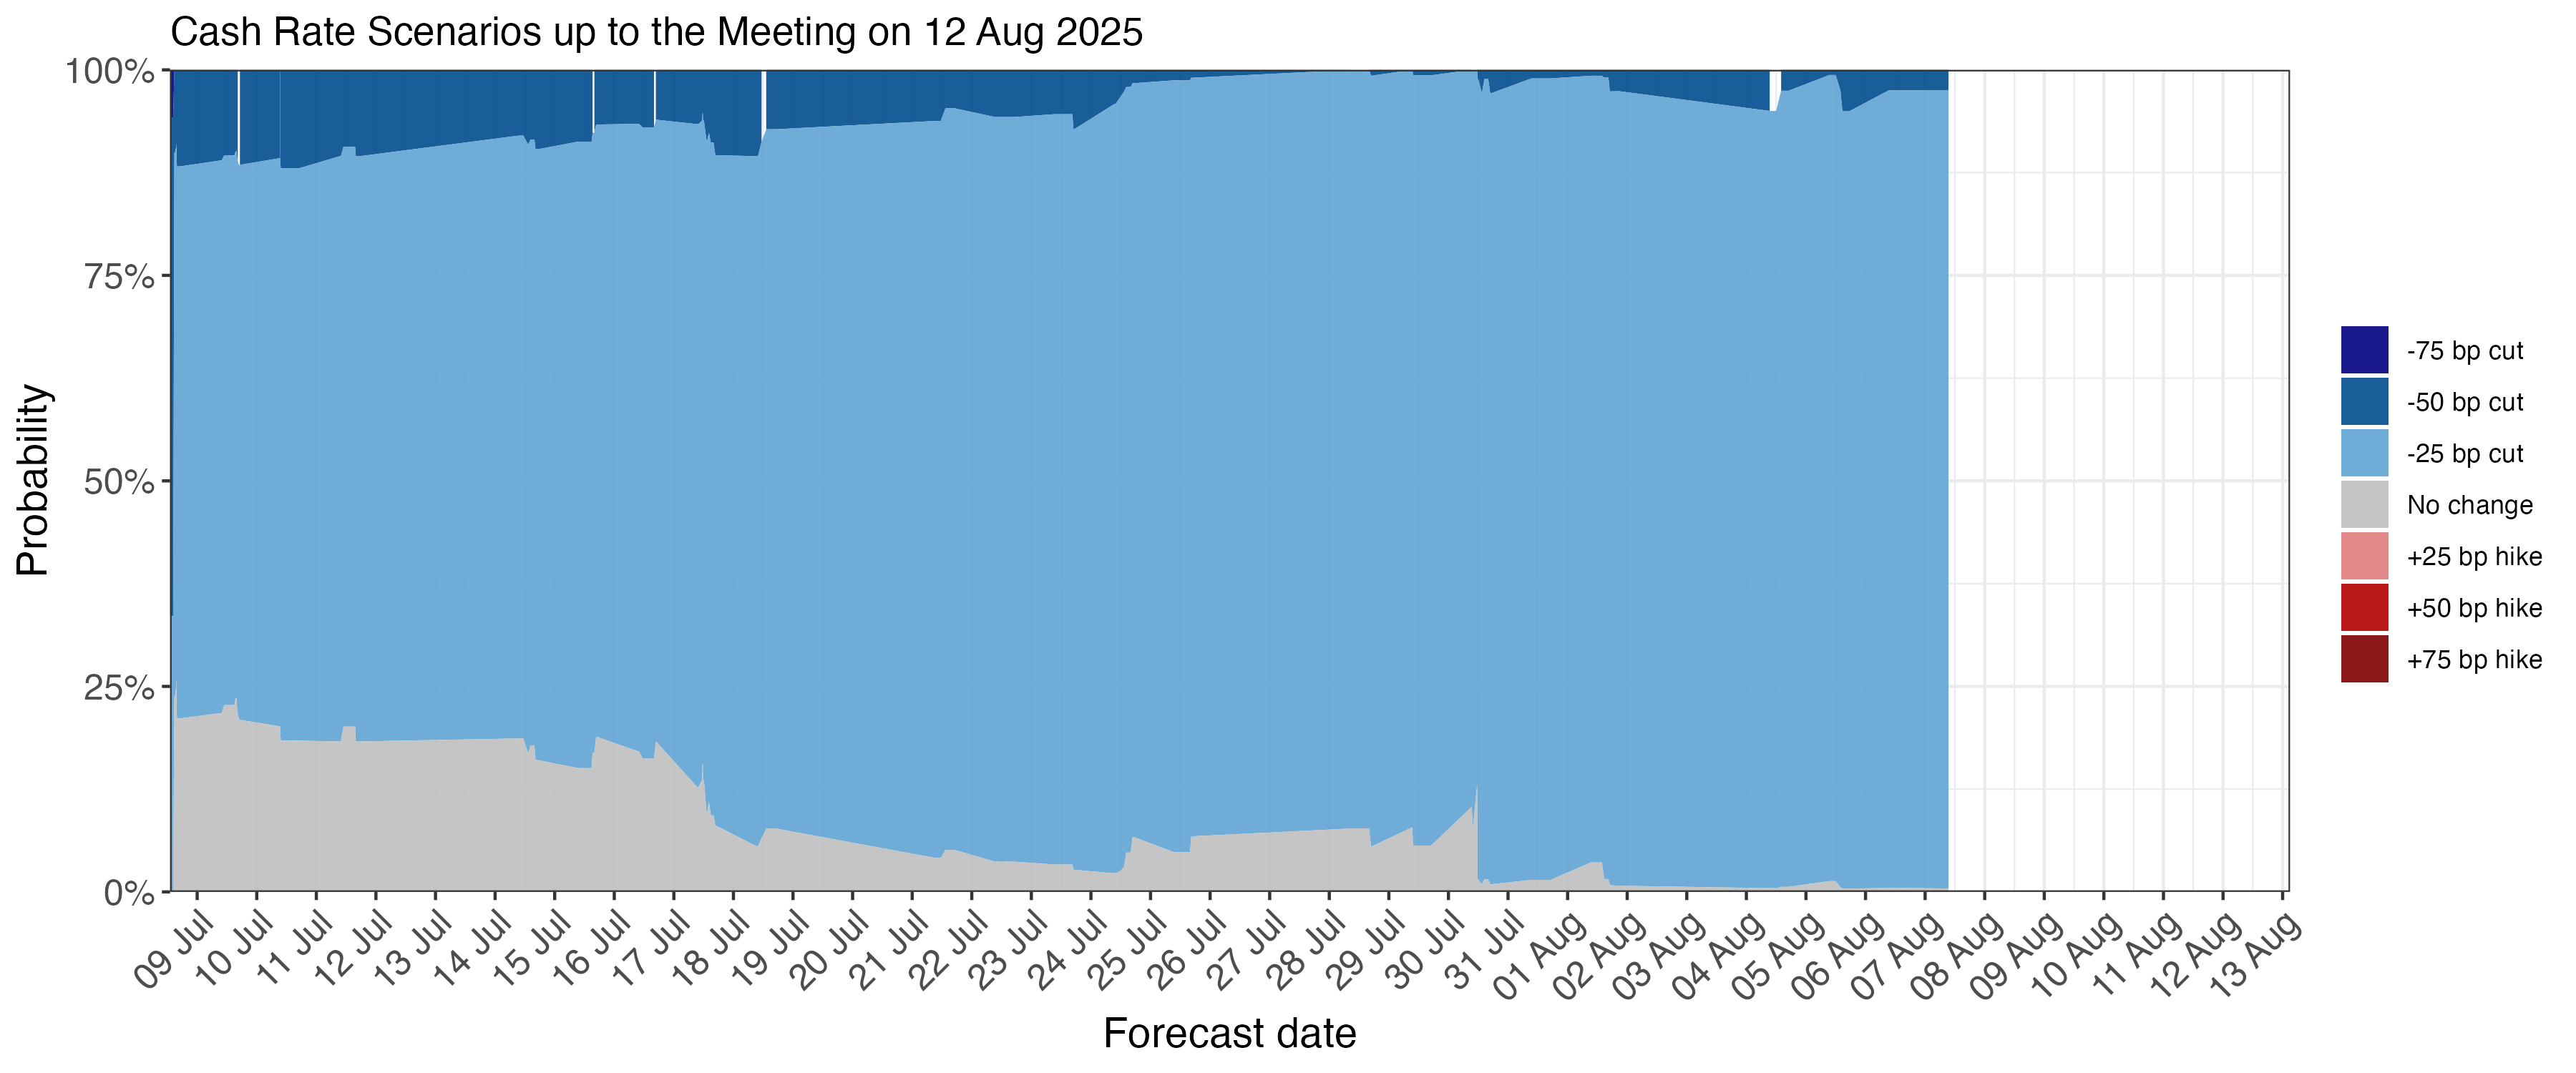 Cash Rate Scenarios up to the Meeting on 12 Aug 2025
100%
75%
50%
25%
0%
Probability
09 Jul
10 Jul
11 Jul
12 Jul
13 Jul
14 Jul
15 Jul
16 Jul
17 Jul
18 Jul
19 Jul
20 Jul
21 Jul
22 Jul
23 Jul
24 Jul
25 Jul
26 Jul
27 Jul
28 Jul
29 Jul
30 Jul
31 Jul
01 Aug
02 Aug
03 Aug
04 Aug
05 Aug
06 Aug
07 Aug
08 Aug
09 Aug
10 Aug
11 Aug
12 Aug
13 Aug
Forecast date
-75 bp cut
-50 bp cut
-25 bp cut
No change
+25 bp hike
+50 bp hike
+75 bp hike